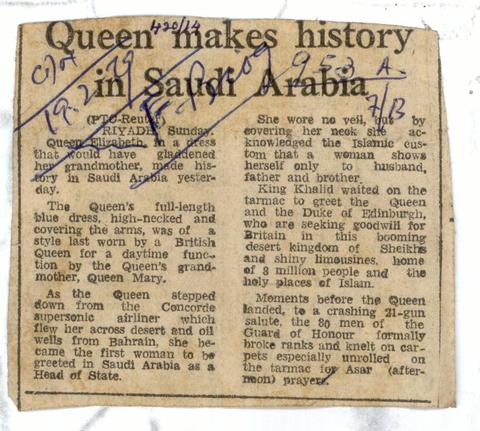 Queen makes history
in Saudi Arabia
420/14
19.2.79
953 A.
7/B
(PTC-Reuter)
RIYADH, Sunday.
Queen Elizabeth, in a dress
that would have gladdened
her grandmother, made his-
tory in Saudi Arabia yester-
day.
The Queen's full-length
blue dress, high-necked and
covering the arms, was of a
style last worn by a British
Queen for a daytime func-
tion by the Queen's grand-
mother, Queen Mary.
As the Queen stepped
down from the Concorde
supersonic airliner which
flew her across desert and oil
wells from Bahrain, she be-
came the first woman to be
greeted in Saudi Arabia as a
Head of State.
She wore no veil, but by
covering her neck she ac-
knowledged the Islamic cus-
tom that a woman shows
herself only to husband,
father and brother.
King Khalid waited on the
tarmac to greet the Queen
and the Duke of Edinburgh,
who are seeking goodwill for
Britain in this booming
desert kingdom of Sheikhs
and shiny limousines, home
of 8 million people and the
holy places of Islam.
Moments before the Queen
landed, to a crashing 21-gun
salute, the 80 men of the
Guard of Honour formally
broke ranks and knelt on car-
pets especially unrolled on
the tarmac for Asar (after-
noon) prayers.